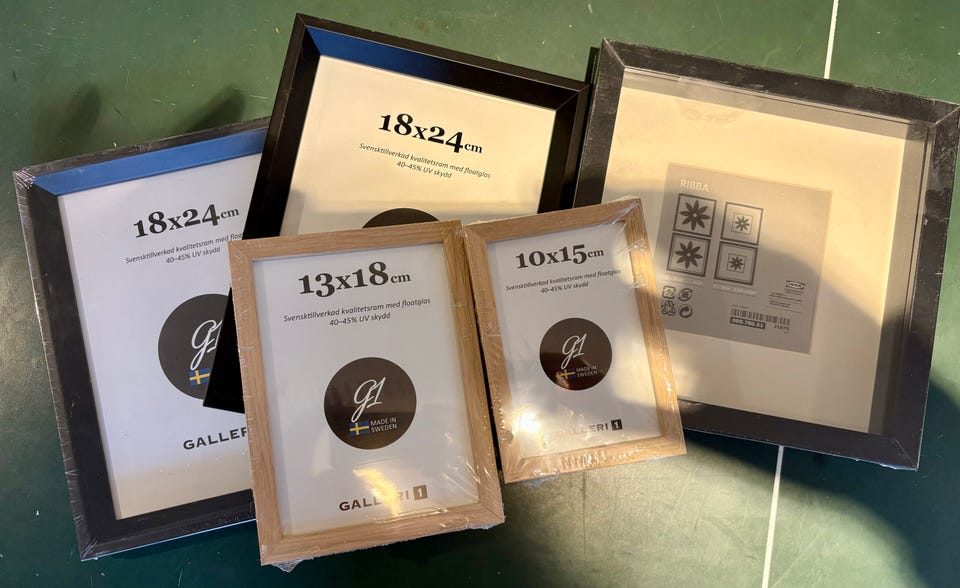 18x24cm
Svensktillverkad kvalitetsram med floatglas
40–45% UV skydd
18x24cm
Svensktillverkad kvalitetsram med floatglas
40–45% UV skydd
g1
GALLERI
13x18cm
Svensktillverkad kvalitetsram med floatglas
40–45% UV skydd
g1
MADE IN
SWEDEN
GALLERI 1
10x15cm
Svensktillverkad kvalitetsram med floatglas
40–45% UV skydd
g1
MADE IN
SWEDEN
GALLERI 1
RIBBA
IKEA